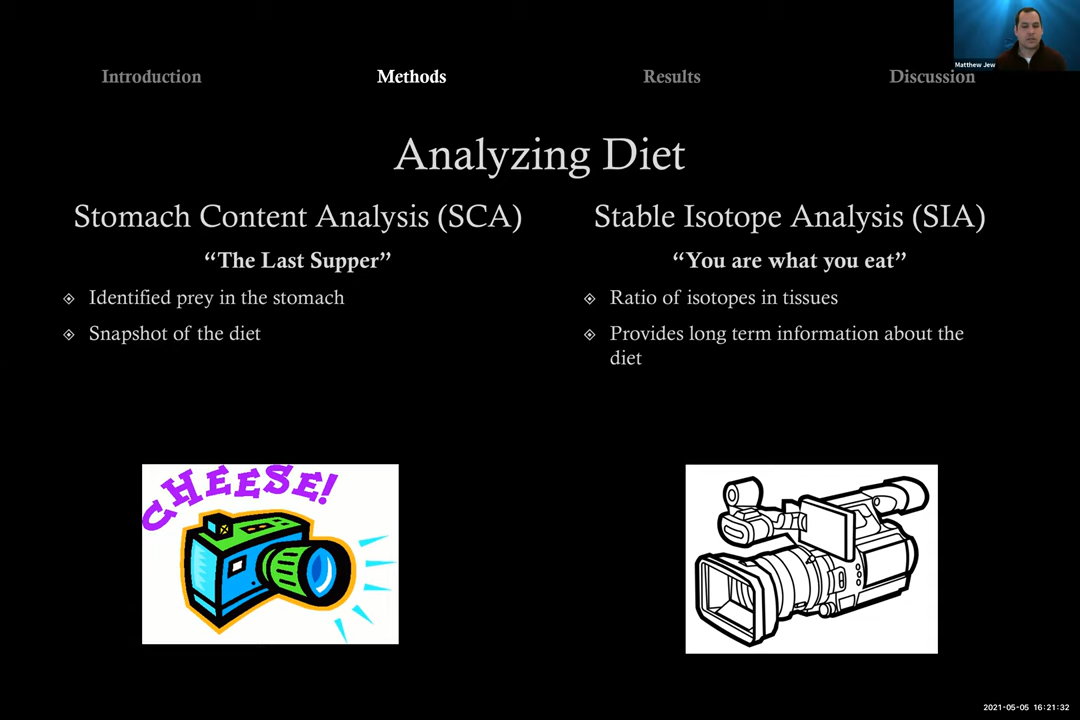 Matthew Jew
Introduction
Methods
Results
Discussion
Analyzing Diet
Stomach Content Analysis (SCA)
“The Last Supper”
Identified prey in the stomach
Snapshot of the diet
Stable Isotope Analysis (SIA)
“You are what you eat”
Ratio of isotopes in tissues
Provides long term information about the
diet
CHEESE!
2021-05-05 16:21:32